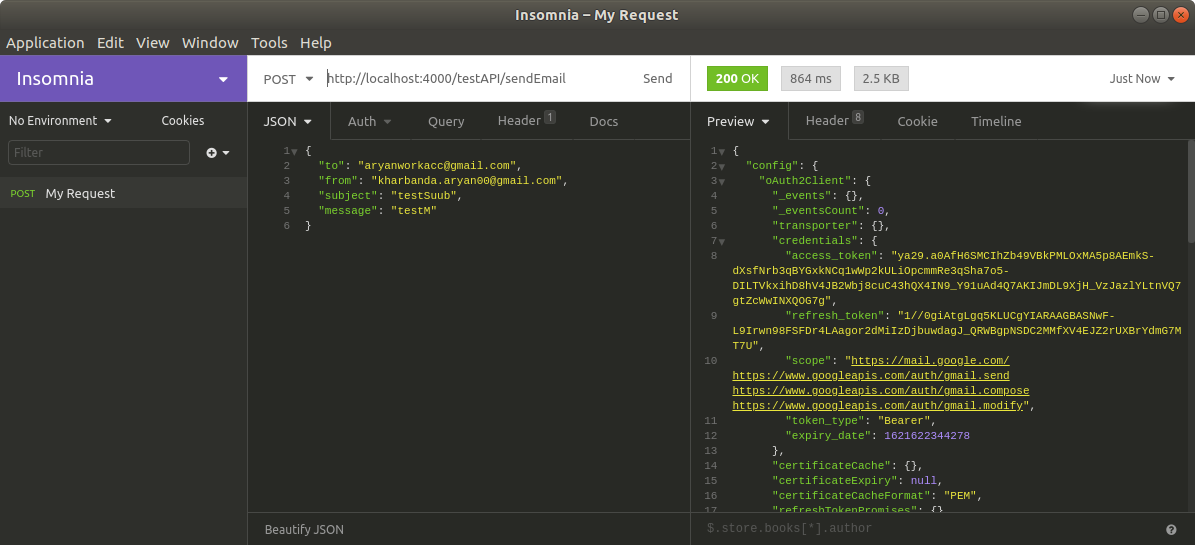 Insomnia – My Request
Application Edit View Window Tools Help
Insomnia
POST http://localhost:4000/testAPI/sendEmail Send
200 OK 864 ms 2.5 KB Just Now
No Environment Cookies
Filter
POST My Request
JSON Auth Query Header 1 Docs
1 {
2 "to": "aryanworkacc@gmail.com",
3 "from": "kharbanda.aryan00@gmail.com",
4 "subject": "testSuub",
5 "message": "testM"
6 }
Beautify JSON
Preview Header 8 Cookie Timeline
1 {
2 "config": {
3 "oAuth2Client": {
4 "_events": {},
5 "_eventsCount": 0,
6 "transporter": {},
7 "credentials": {
8 "access_token": "ya29.a0AfH6SMCIhZb49VBkPMLOxMA5p8AEmkS-
dXsfNrb3qBYGxkNCq1wWp2kULiOpcmmRe3qSha7o5-
DILTVkxihD8hV4JB2Wbj8cuC43hQX4IN9_Y91uAd4Q7AKIJmDL9XjH_VzJazlYLtnVQ7
gtZcWwINXQOG7g",
9 "refresh_token": "1//0giAtgLgq5KLUCgYIARAAGBASNwF-
L9Irwn98FSFDr4LAagor2dMiIzDjbuwdagJ_QRWBgpNSDC2MMfXV4EJZ2rUXBrYdmG7M
T7U",
10 "scope": "https://mail.google.com/
https://www.googleapis.com/auth/gmail.send
https://www.googleapis.com/auth/gmail.compose
https://www.googleapis.com/auth/gmail.modify",
11 "token_type": "Bearer",
12 "expiry_date": 1621622344278
13 },
14 "certificateCache": {},
15 "certificateExpiry": null,
16 "certificateCacheFormat": "PEM",
17 "refreshTokenPromises": {}
$.store.books[*].author